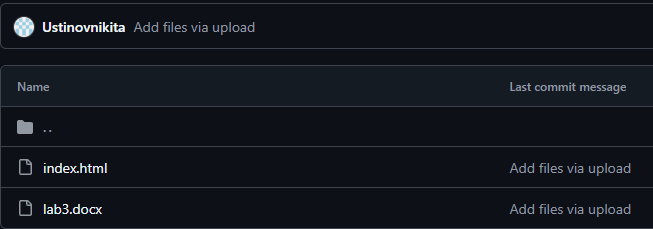 Ustinovnikita Add files via upload
Name Last commit message
..
index.html Add files via upload
lab3.docx Add files via upload